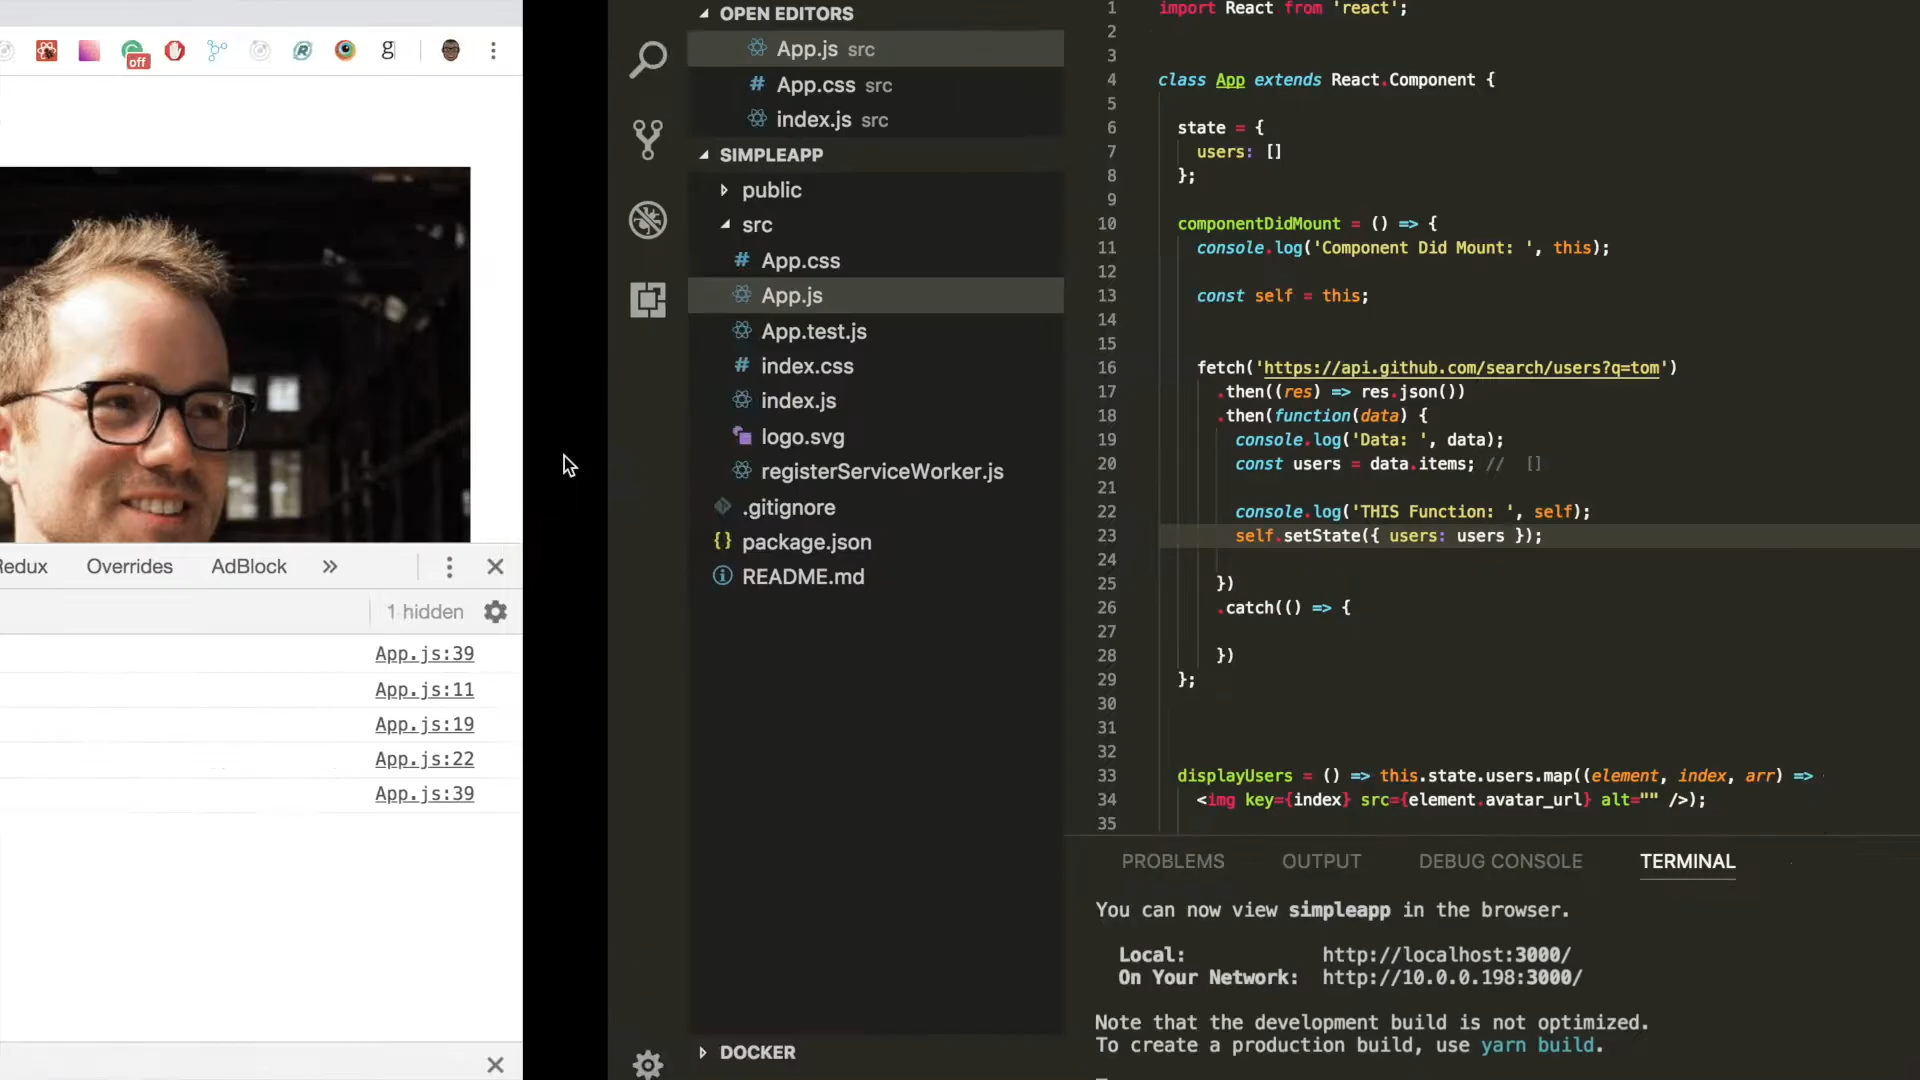 off
g
Redux
Overrides
AdBlock
»
1 hidden
App.js:39
App.js:11
App.js:19
App.js:22
App.js:39
OPEN EDITORS
App.js src
# App.css src
index.js src
SIMPLEAPP
public
src
# App.css
App.js
App.test.js
# index.css
index.js
logo.svg
registerServiceWorker.js
.gitignore
{} package.json
README.md
DOCKER
1 import React from 'react';
2
3
4 class App extends React.Component {
5
6 state = {
7 users: []
8 };
9
10 componentDidMount = () => {
11 console.log('Component Did Mount: ', this);
12
13 const self = this;
14
15
16 fetch('https://api.github.com/search/users?q=tom')
17 .then((res) => res.json())
18 .then(function(data) {
19 console.log('Data: ', data);
20 const users = data.items; // []
21
22 console.log('THIS Function: ', self);
23 self.setState({ users: users });
24
25 })
26 .catch(() => {
27
28 })
29 };
30
31
32
33 displayUsers = () => this.state.users.map((element, index, arr) =>
34 <img key={index} src={element.avatar_url} alt="" />);
35
PROBLEMS
OUTPUT
DEBUG CONSOLE
TERMINAL
You can now view simpleapp in the browser.
Local: http://localhost:3000/
On Your Network: http://10.0.0.198:3000/
Note that the development build is not optimized.
To create a production build, use yarn build.